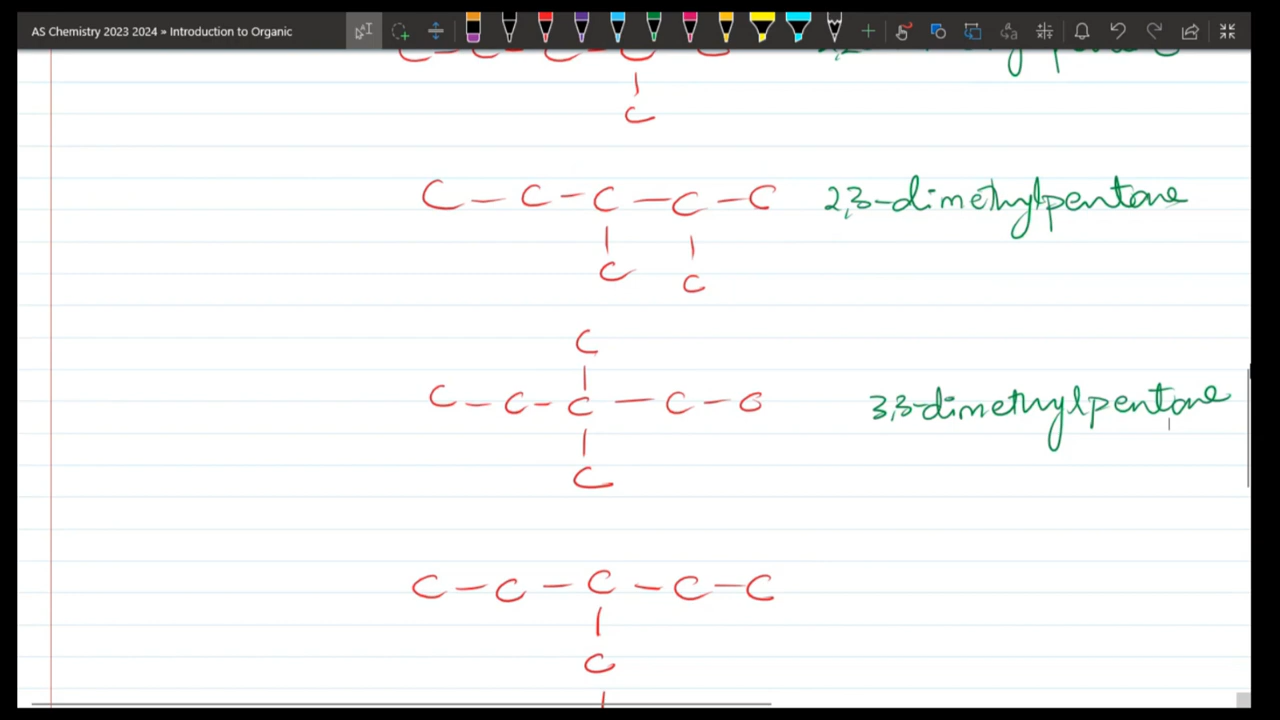 AS Chemistry 2023 2024 » Introduction to Organic
C
C - C - C - C - C 2,3-dimethylpentane
C C
C
C - C - C - C - C 3,3-dimethylpentane
C
C - C - C - C - C
C